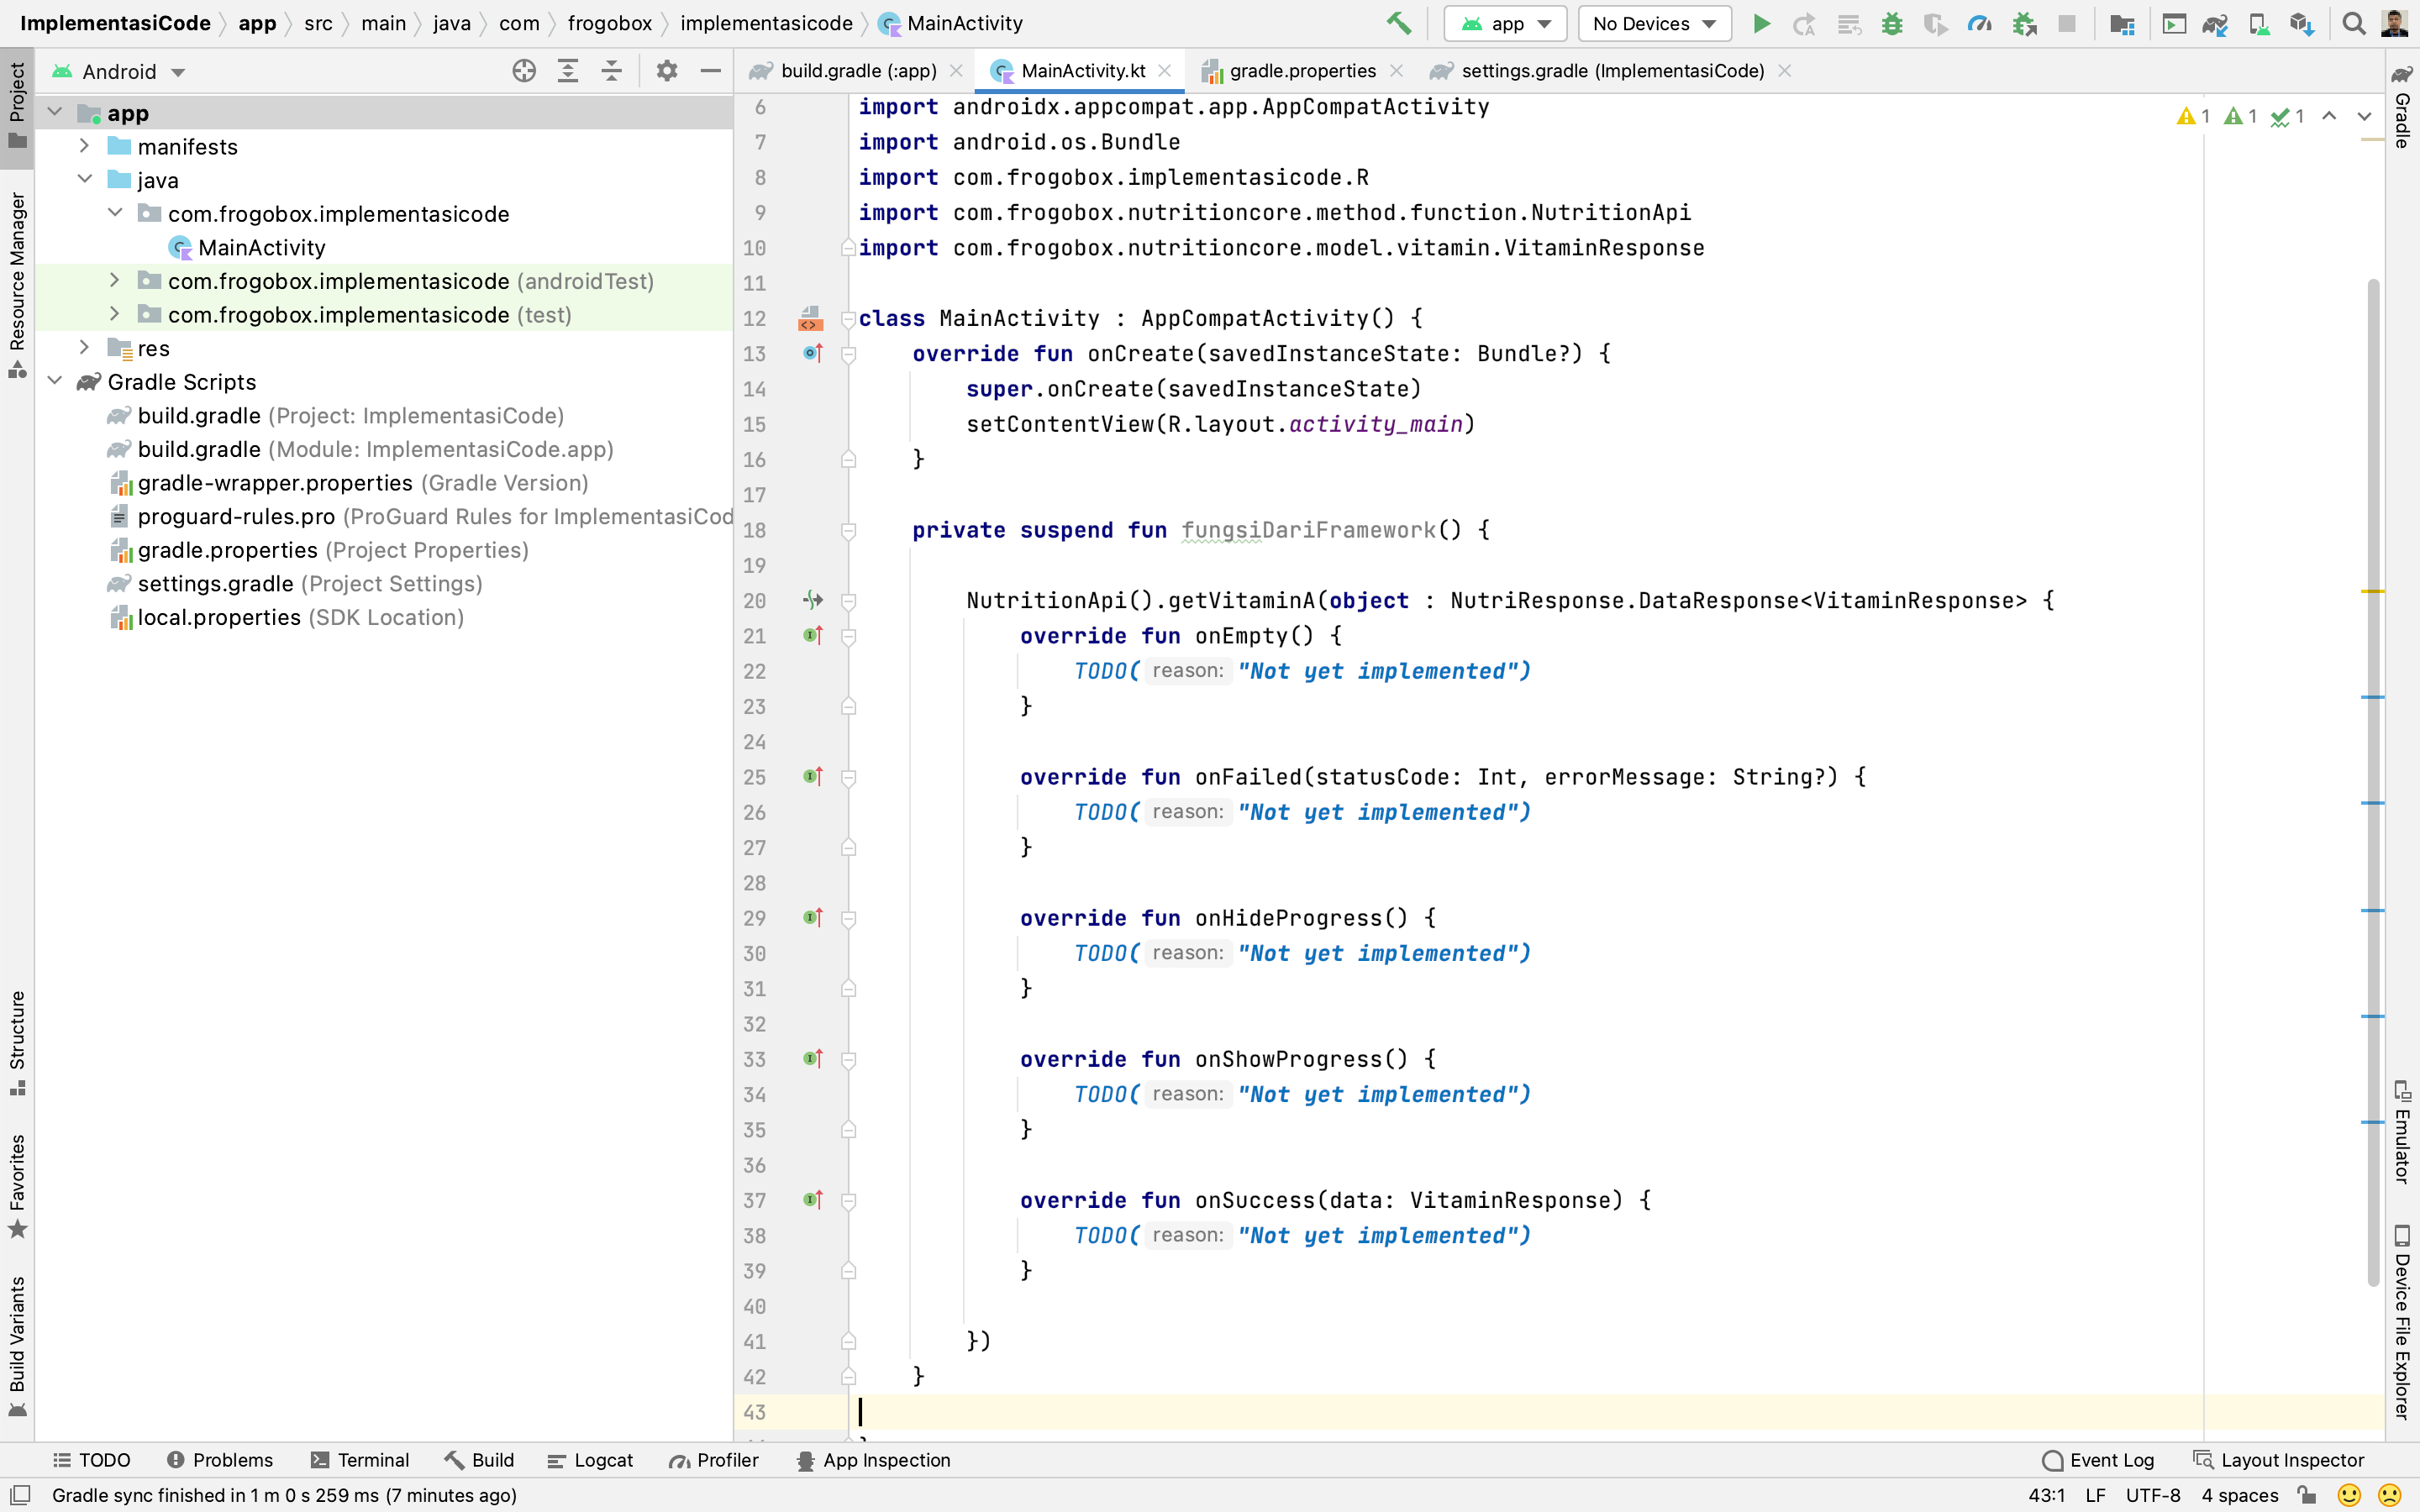 ImplementasiCode app src main java com frogobox implementasicode MainActivity app No Devices
Android
build.gradle (:app) MainActivity.kt gradle.properties settings.gradle (ImplementasiCode)
Project
Resource Manager
Structure
Favorites
Build Variants
app
manifests
java
com.frogobox.implementasicode
MainActivity
com.frogobox.implementasicode (androidTest)
com.frogobox.implementasicode (test)
res
Gradle Scripts
build.gradle (Project: ImplementasiCode)
build.gradle (Module: ImplementasiCode.app)
gradle-wrapper.properties (Gradle Version)
proguard-rules.pro (ProGuard Rules for ImplementasiCod
gradle.properties (Project Properties)
settings.gradle (Project Settings)
local.properties (SDK Location)
1 1 1
6 import androidx.appcompat.app.AppCompatActivity
7 import android.os.Bundle
8 import com.frogobox.implementasicode.R
9 import com.frogobox.nutritioncore.method.function.NutritionApi
10 import com.frogobox.nutritioncore.model.vitamin.VitaminResponse
11
12 class MainActivity : AppCompatActivity() {
13 override fun onCreate(savedInstanceState: Bundle?) {
14 super.onCreate(savedInstanceState)
15 setContentView(R.layout.activity_main)
16 }
17
18 private suspend fun fungsiDariFramework() {
19
20 NutritionApi().getVitaminA(object : NutriResponse.DataResponse<VitaminResponse> {
21 override fun onEmpty() {
22 TODO( reason: "Not yet implemented")
23 }
24
25 override fun onFailed(statusCode: Int, errorMessage: String?) {
26 TODO( reason: "Not yet implemented")
27 }
28
29 override fun onHideProgress() {
30 TODO( reason: "Not yet implemented")
31 }
32
33 override fun onShowProgress() {
34 TODO( reason: "Not yet implemented")
35 }
36
37 override fun onSuccess(data: VitaminResponse) {
38 TODO( reason: "Not yet implemented")
39 }
40
41 })
42 }
43
Gradle
Emulator
Device File Explorer
TODO Problems Terminal Build Logcat Profiler App Inspection Event Log Layout Inspector
Gradle sync finished in 1 m 0 s 259 ms (7 minutes ago) 43:1 LF UTF-8 4 spaces